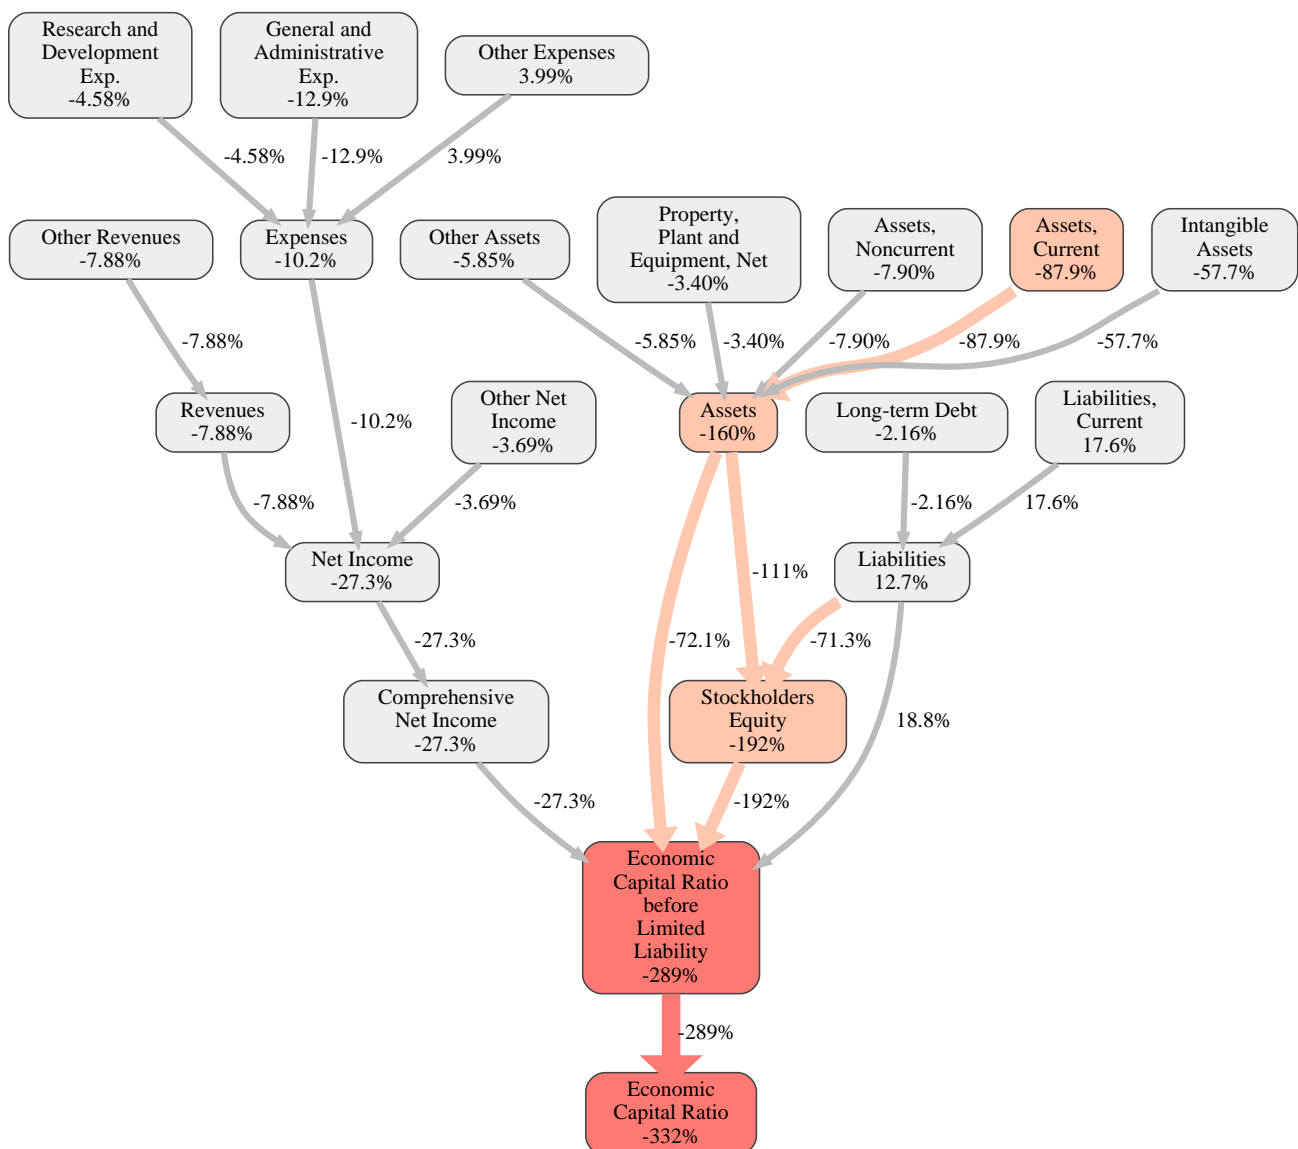 Research and
Development
Exp.
-4.58%
General and
Administrative
Exp.
-12.9%
Other Expenses
3.99%
-4.58%
-12.9%
3.99%
Other Revenues
-7.88%
Expenses
-10.2%
Other Assets
-5.85%
Property,
Plant and
Equipment, Net
-3.40%
Assets,
Noncurrent
-7.90%
Assets,
Current
-87.9%
Intangible
Assets
-57.7%
-7.88%
-5.85%
-3.40%
-7.90%
-87.9%
-57.7%
Revenues
-7.88%
-10.2%
Other Net
Income
-3.69%
Assets
-160%
Long-term Debt
-2.16%
Liabilities,
Current
17.6%
-7.88%
-3.69%
-2.16%
17.6%
Net Income
-27.3%
-111%
Liabilities
12.7%
-27.3%
-72.1%
-71.3%
Comprehensive
Net Income
-27.3%
Stockholders
Equity
-192%
18.8%
-27.3%
-192%
Economic
Capital Ratio
before
Limited
Liability
-289%
-289%
Economic
Capital Ratio
-332%